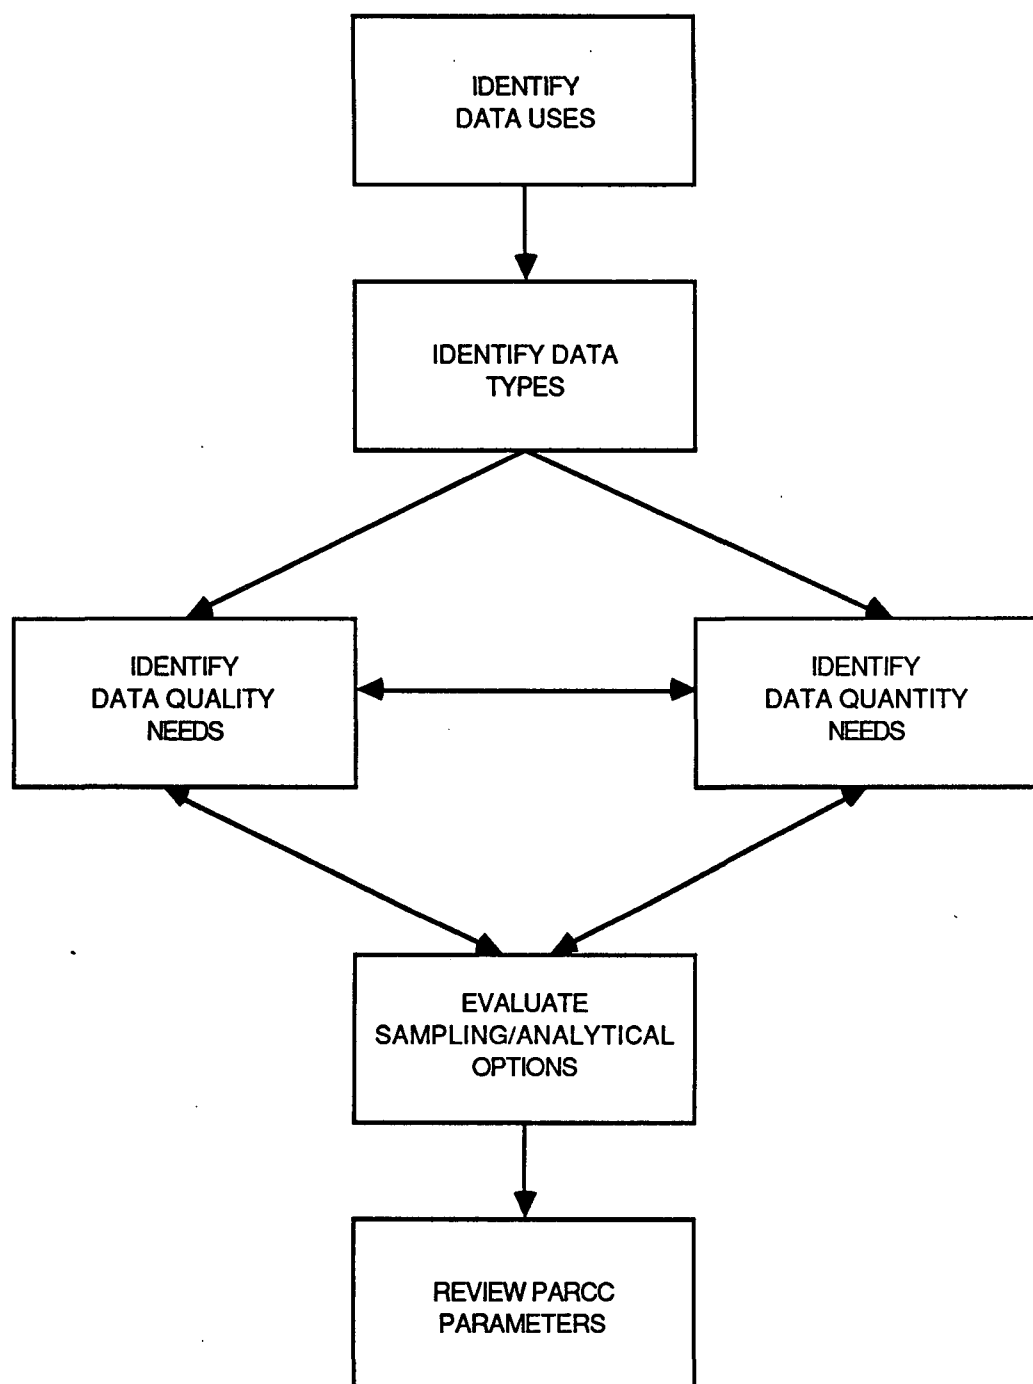 IDENTIFY
DATA USES
IDENTIFY DATA
TYPES
IDENTIFY
DATA QUALITY
NEEDS
IDENTIFY
DATA QUANTITY
NEEDS
EVALUATE
SAMPLING/ANALYTICAL
OPTIONS
REVIEW PARCC
PARAMETERS